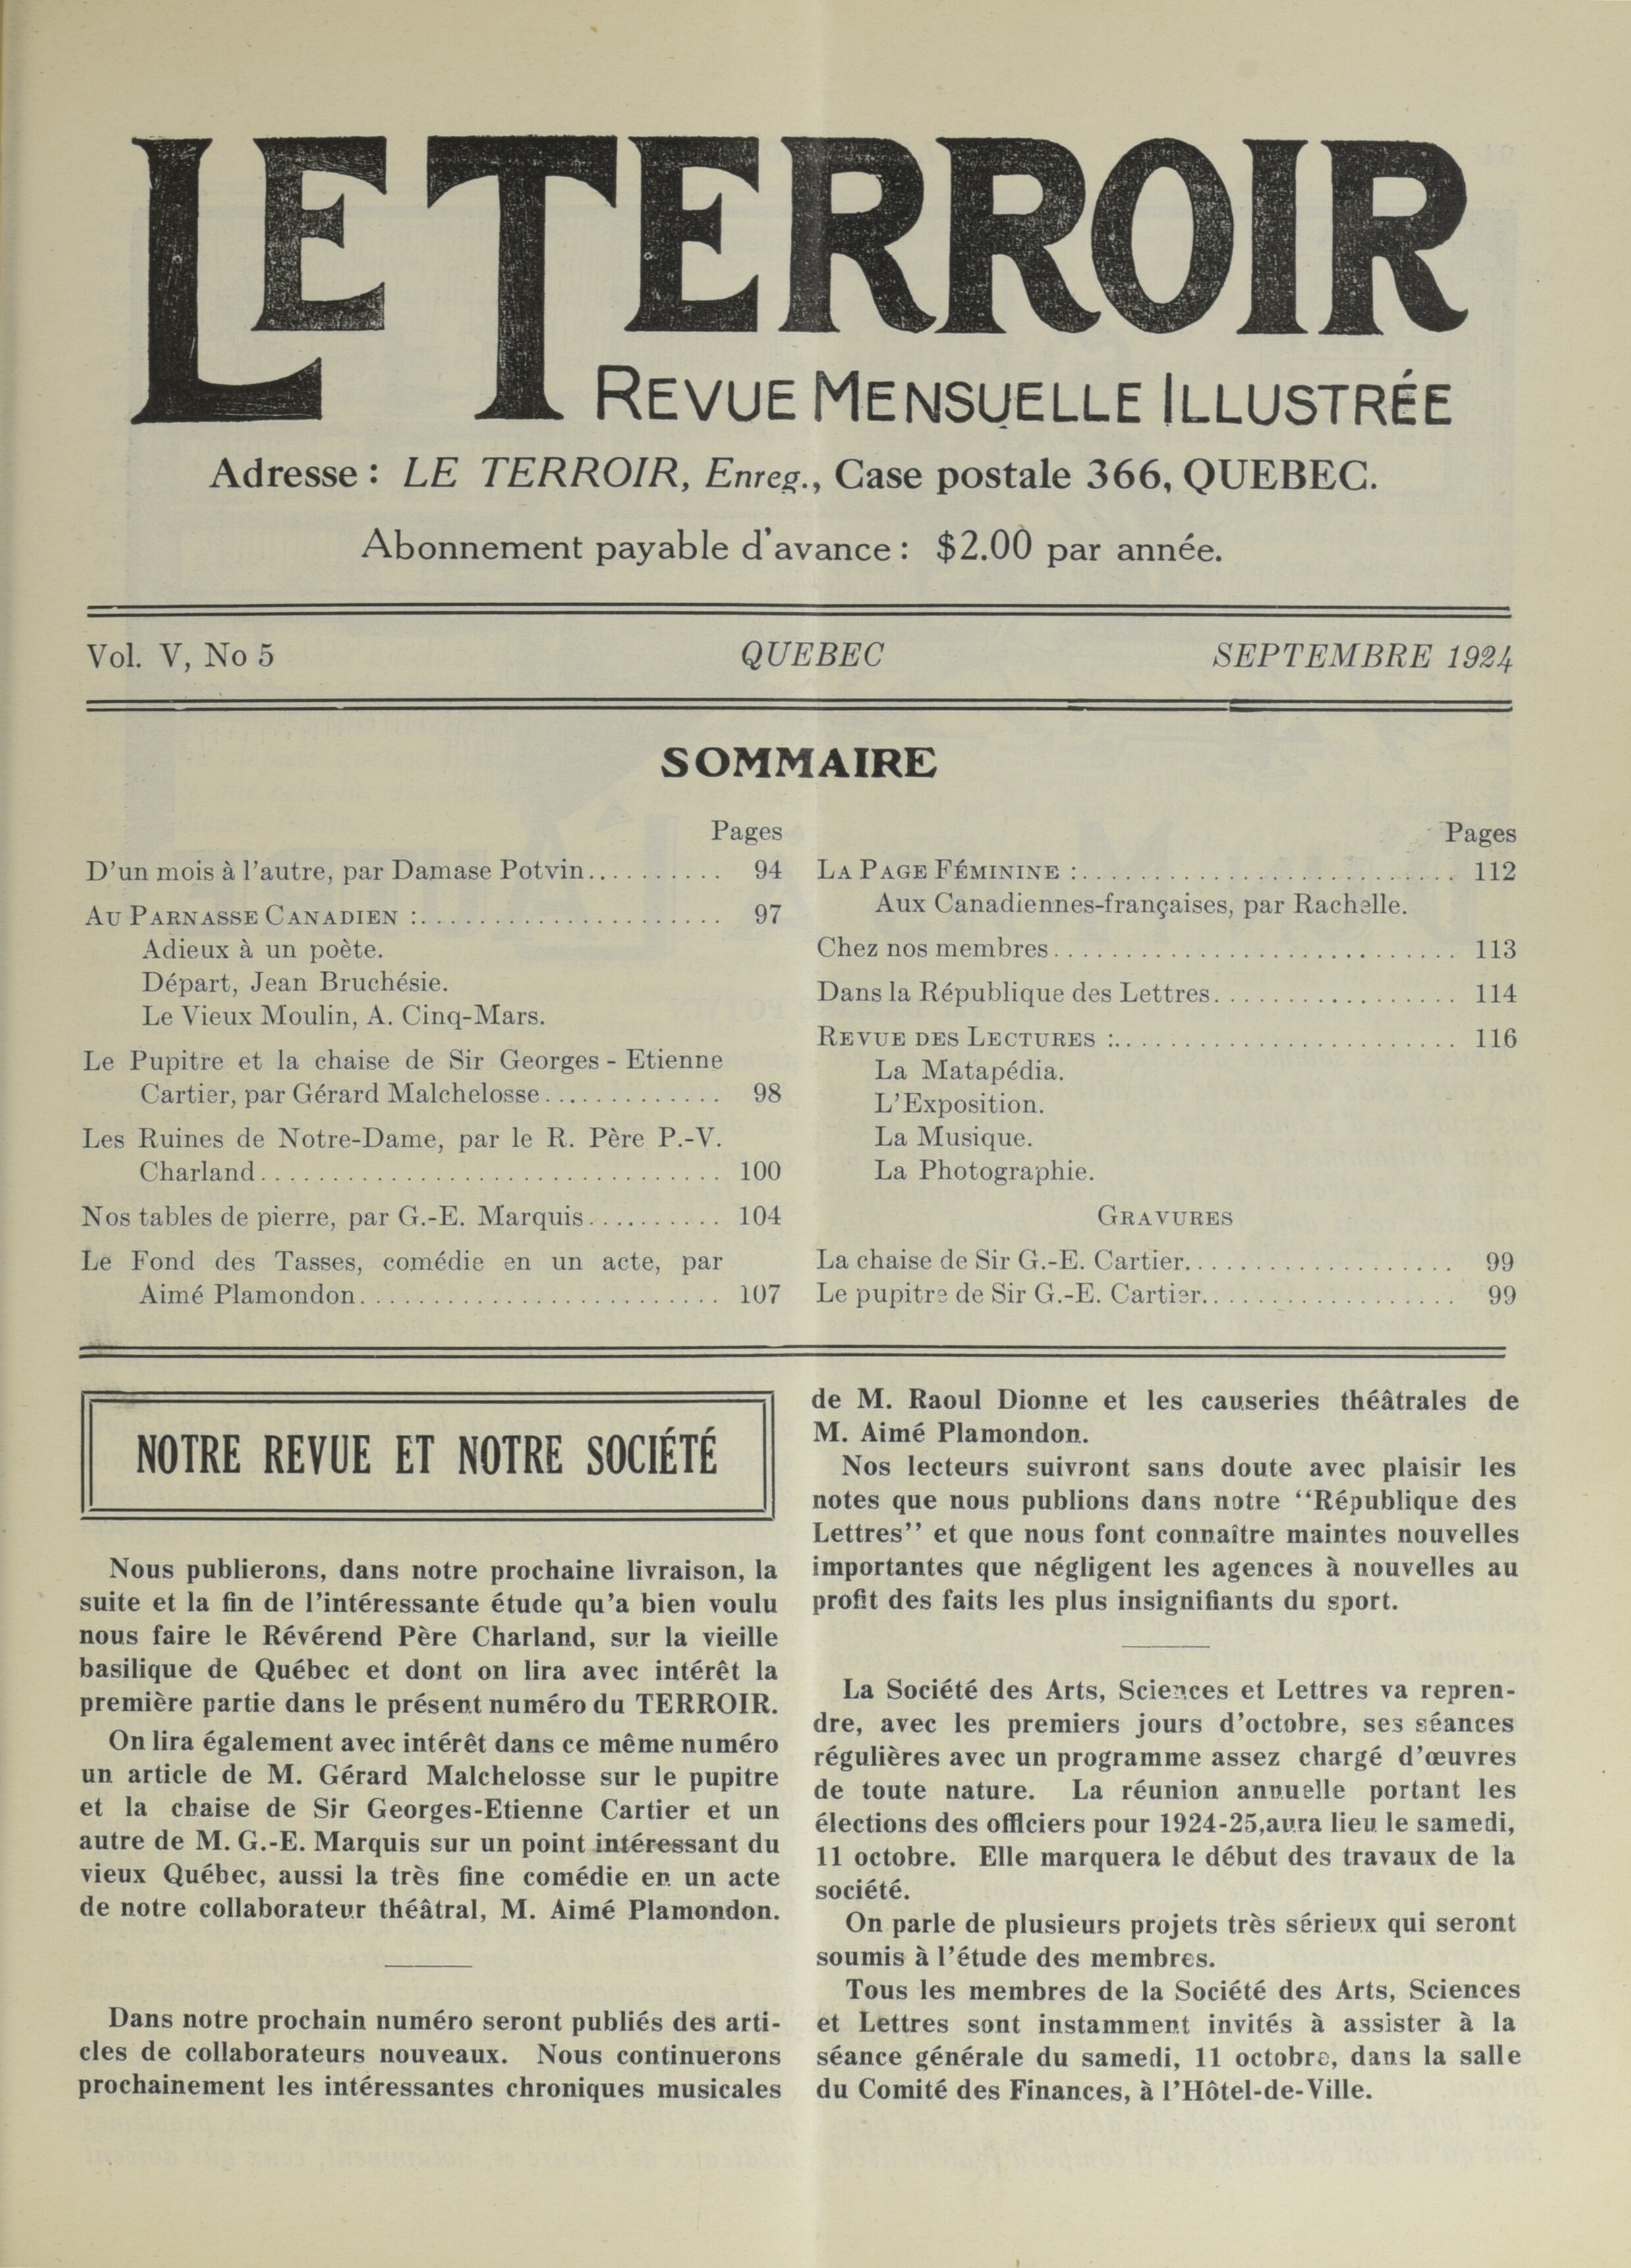 LE TERROIR
REVUE MENSUELLE ILLUSTRÉE
Adresse : LE TERROIR, Enreg., Case postale 366, QUEBEC.
Abonnement payable d'avance : $2.00 par année.
Vol. V, No 5 QUEBEC SEPTEMBRE 1924
SOMMAIRE
Pages
D'un mois à l'autre, par Damase Potvin.......... 94
AU PARNASSE CANADIEN :..................... 97
Adieux à un poète.
Départ, Jean Bruchésie.
Le Vieux Moulin, A. Cinq-Mars.
Le Pupitre et la chaise de Sir Georges - Etienne
Cartier, par Gérard Malchelosse............. 98
Les Ruines de Notre-Dame, par le R. Père P.-V.
Charland................................ 100
Nos tables de pierre, par G.-E. Marquis.......... 104
Le Fond des Tasses, comédie en un acte, par
Aimé Plamondon......................... 107
Pages
LA PAGE FÉMININE :.......................... 112
Aux Canadiennes-françaises, par Rachelle.
Chez nos membres............................ 113
Dans la République des Lettres................. 114
REVUE DES LECTURES :........................ 116
La Matapédia.
L'Exposition.
La Musique.
La Photographie.
GRAVURES
La chaise de Sir G.-E. Cartier................... 99
Le pupitre de Sir G.-E. Cartier.................. 99
NOTRE REVUE ET NOTRE SOCIÉTÉ
Nous publierons, dans notre prochaine livraison, la
suite et la fin de l'intéressante étude qu'a bien voulu
nous faire le Révérend Père Charland, sur la vieille
basilique de Québec et dont on lira avec intérêt la
première partie dans le présent numéro du TERROIR.
On lira également avec intérêt dans ce même numéro
un article de M. Gérard Malchelosse sur le pupitre
et la chaise de Sir Georges-Etienne Cartier et un
autre de M. G.-E. Marquis sur un point intéressant du
vieux Québec, aussi la très fine comédie en un acte
de notre collaborateur théâtral, M. Aimé Plamondon.
Dans notre prochain numéro seront publiés des arti-
cles de collaborateurs nouveaux. Nous continuerons
prochainement les intéressantes chroniques musicales
de M. Raoul Dionne et les causeries théâtrales de
M. Aimé Plamondon.
Nos lecteurs suivront sans doute avec plaisir les
notes que nous publions dans notre "République des
Lettres" et que nous font connaître maintes nouvelles
importantes que négligent les agences à nouvelles au
profit des faits les plus insignifiants du sport.
La Société des Arts, Sciences et Lettres va repren-
dre, avec les premiers jours d'octobre, ses séances
régulières avec un programme assez chargé d'œuvres
de toute nature. La réunion annuelle portant les
élections des officiers pour 1924-25,aura lieu le samedi,
11 octobre. Elle marquera le début des travaux de la
société.
On parle de plusieurs projets très sérieux qui seront
soumis à l'étude des membres.
Tous les membres de la Société des Arts, Sciences
et Lettres sont instamment invités à assister à la
séance générale du samedi, 11 octobre, dans la salle
du Comité des Finances, à l'Hôtel-de-Ville.